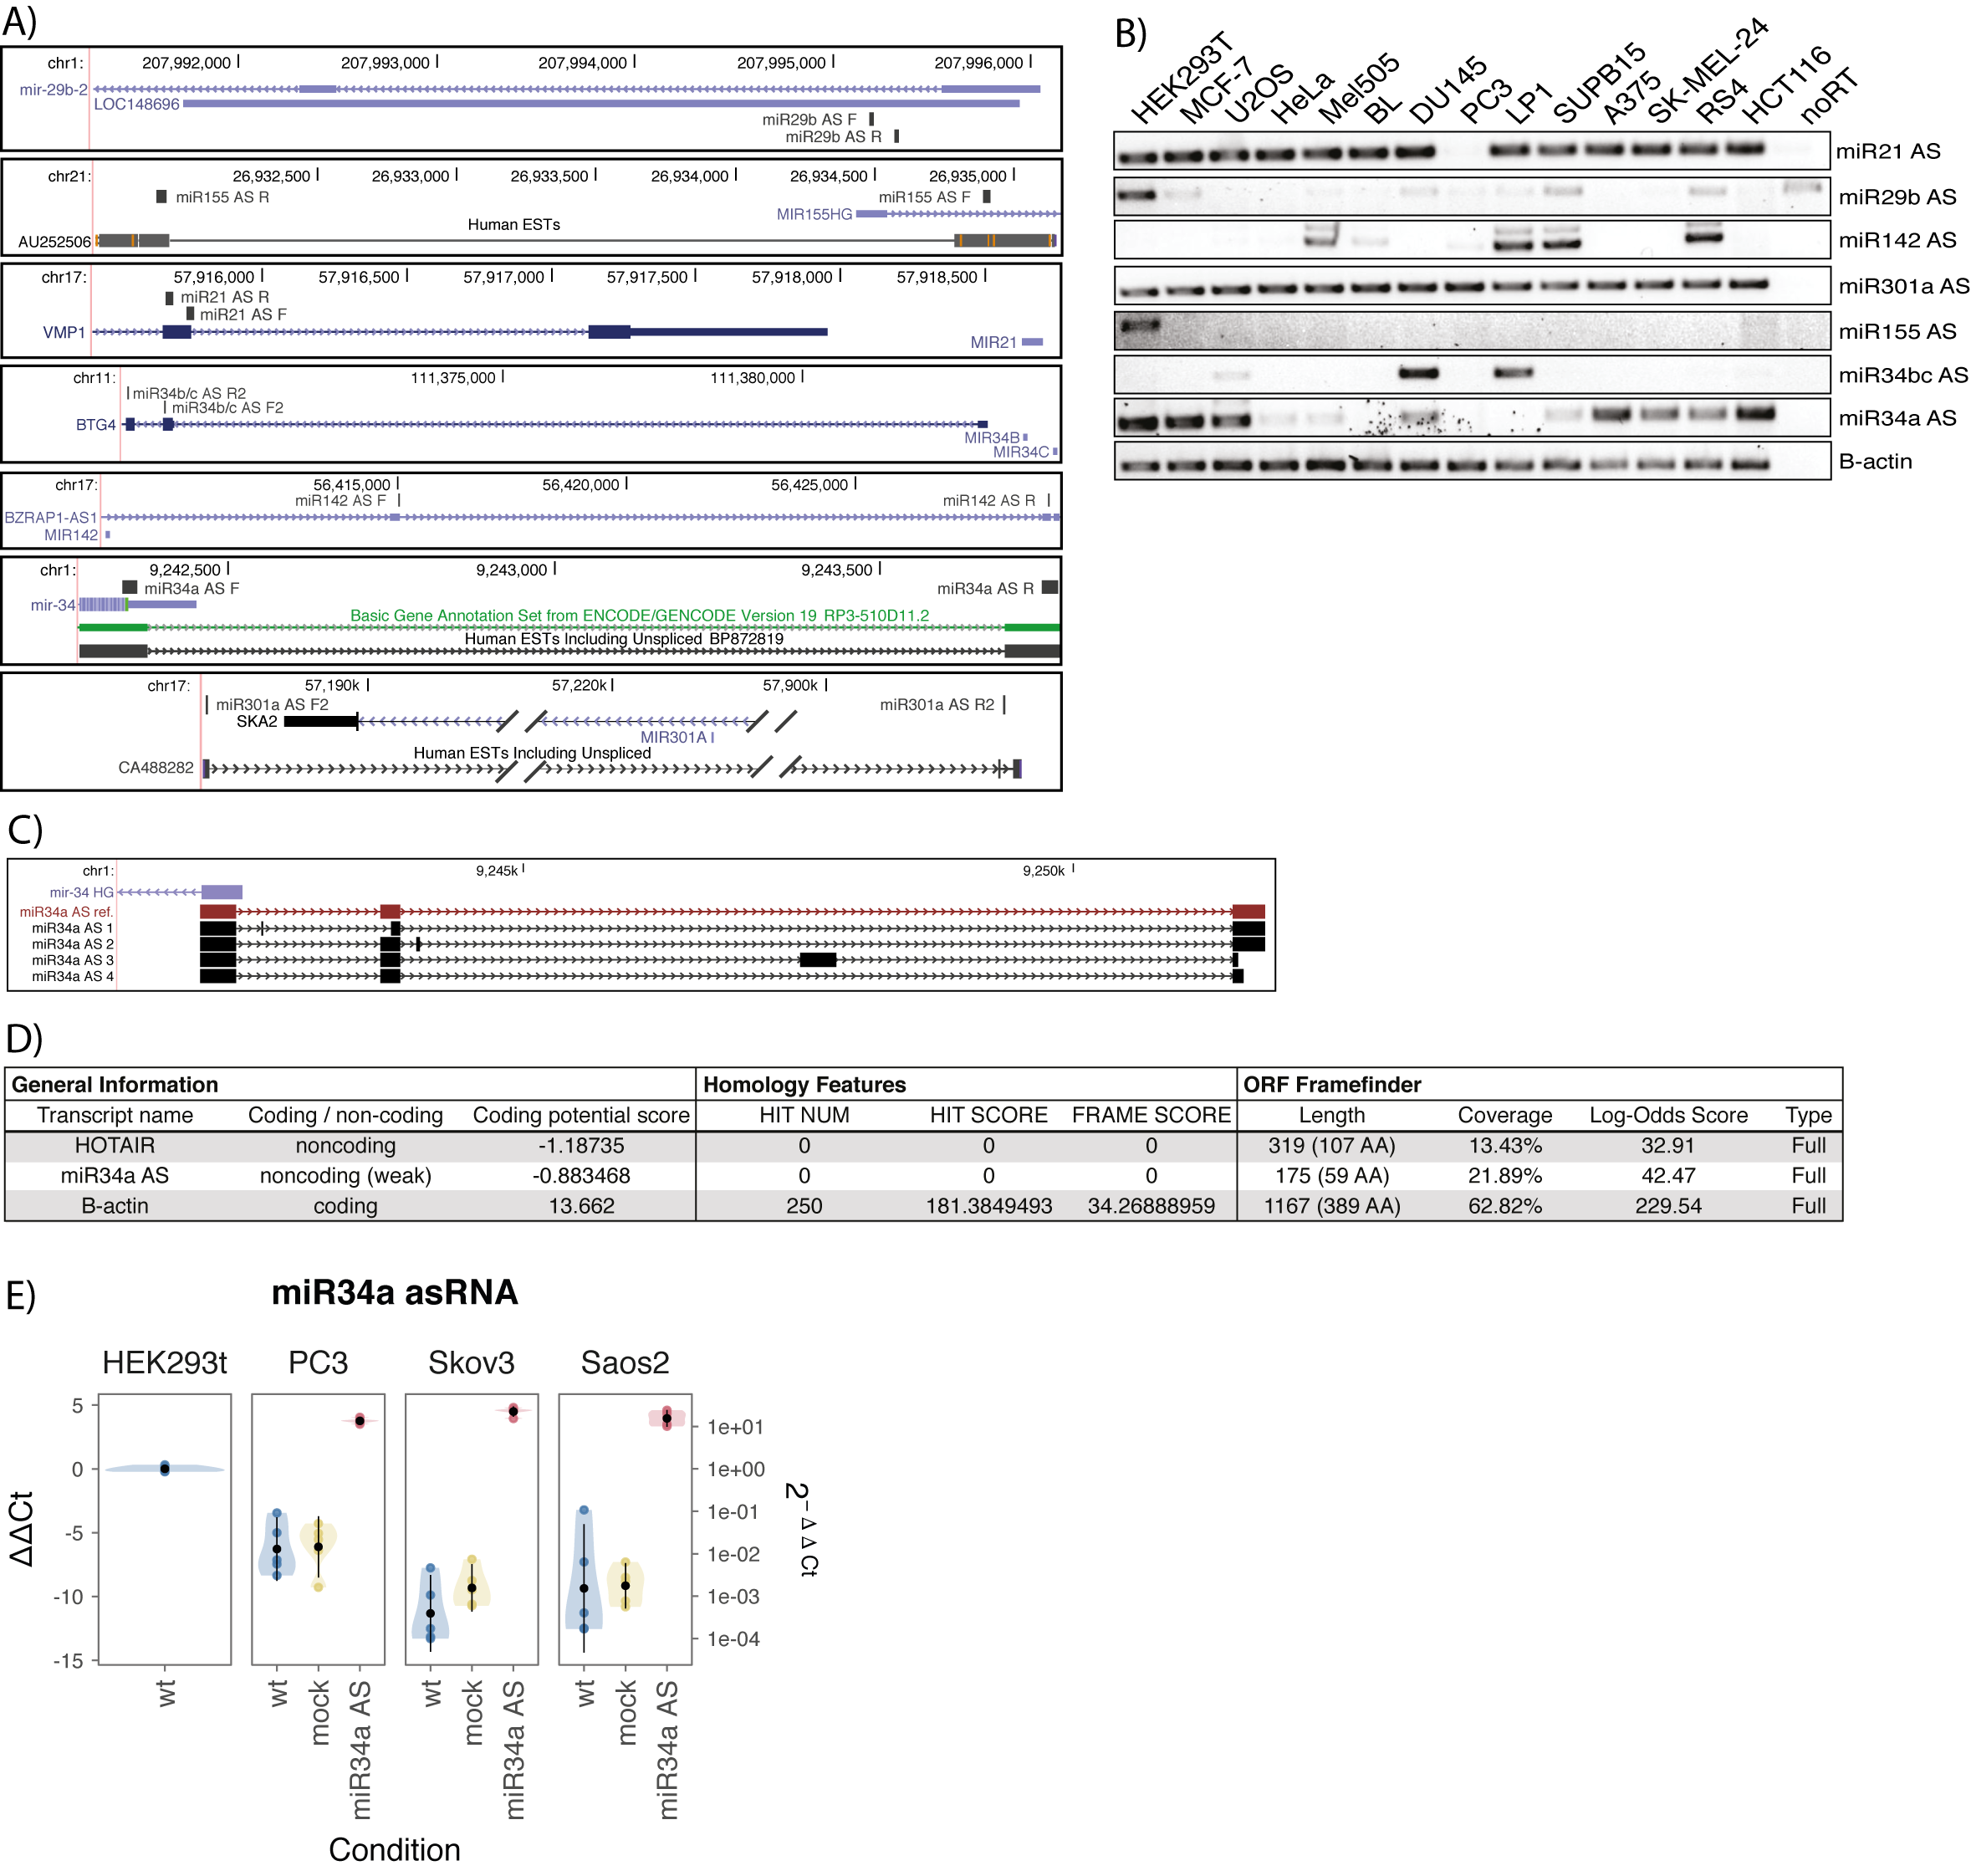 A)
chr1: 207,992,000 207,993,000 207,994,000 207,995,000 207,996,000
mir-29b-2
LOC148696
miR29b AS F
miR29b AS R
chr21: 26,932,500 26,933,000 26,933,500 26,934,000 26,934,500 26,935,000
miR155 AS R miR155 AS F
MIR155HG
Human ESTs
AU252506
chr17: 57,916,000 57,916,500 57,917,000 57,917,500 57,918,000 57,918,500
miR21 AS R
miR21 AS F
VMP1
MIR21
chr11: 111,375,000 111,380,000
miR34b/c AS R2
miR34b/c AS F2
BTG4
MIR34B
MIR34C
chr17: 56,415,000 56,420,000 56,425,000
miR142 AS F miR142 AS R
BZRAP1-AS1
MIR142
chr1: 9,242,500 9,243,000 9,243,500
miR34a AS F miR34a AS R
mir-34
Basic Gene Annotation Set from ENCODE/GENCODE Version 19 RP3-510D11.2
Human ESTs Including Unspliced BP872819
chr17: 57,190k 57,220k 57,900k
miR301a AS F2 miR301a AS R2
SKA2
MIR301A
Human ESTs Including Unspliced
CA488282
B)
HEK293T MCF-7 U2OS HeLa Mel505 BL DU145 PC3 LP1 SUPB15 A375 SK-MEL-24 RS4 HCT116 noRT
miR21 AS
miR29b AS
miR142 AS
miR301a AS
miR155 AS
miR34bc AS
miR34a AS
B-actin
C)
chr1: 9,245k 9,250k
mir-34 HG
miR34a AS ref.
miR34a AS 1
miR34a AS 2
miR34a AS 3
miR34a AS 4
D)
General Information Homology Features ORF Framefinder
Transcript name Coding / non-coding Coding potential score HIT NUM HIT SCORE FRAME SCORE Length Coverage Log-Odds Score Type
HOTAIR noncoding -1.18735 0 0 0 319 (107 AA) 13.43% 32.91 Full
miR34a AS noncoding (weak) -0.883468 0 0 0 175 (59 AA) 21.89% 42.47 Full
B-actin coding 13.662 250 181.3849493 34.26888959 1167 (389 AA) 62.82% 229.54 Full
E)
miR34a asRNA
HEK293t PC3 Skov3 Saos2
5
0
-5
-10
-15
ΔΔCt
1e+01
1e+00
1e-01
1e-02
1e-03
1e-04
2^-ΔΔCt
wt wt mock miR34a AS wt mock miR34a AS wt mock miR34a AS
Condition